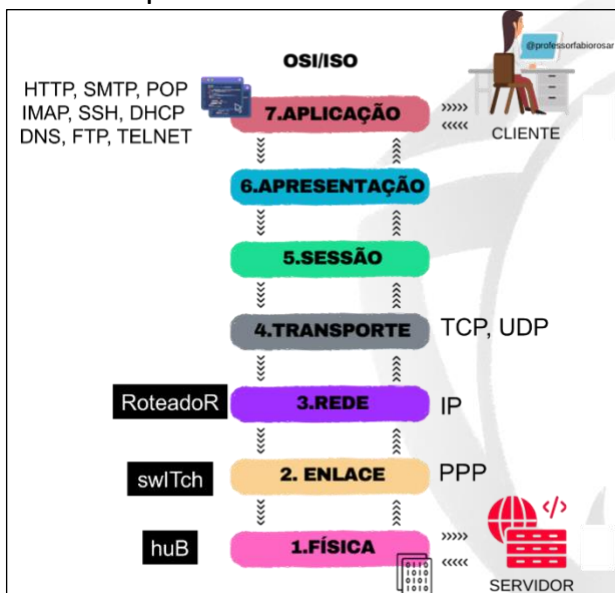 @professorfabiorosar
OSI/ISO
HTTP, SMTP, POP
IMAP, SSH, DHCP
DNS, FTP, TELNET
7.APLICAÇÃO
>>>>>
<<<<<
CLIENTE
6.APRESENTAÇÃO
5.SESSÃO
4.TRANSPORTE
TCP, UDP
RoteadoR
3.REDE
IP
swITch
2. ENLACE
PPP
huB
1.FÍSICA
>>>>>
<<<<<
</>
SERVIDOR